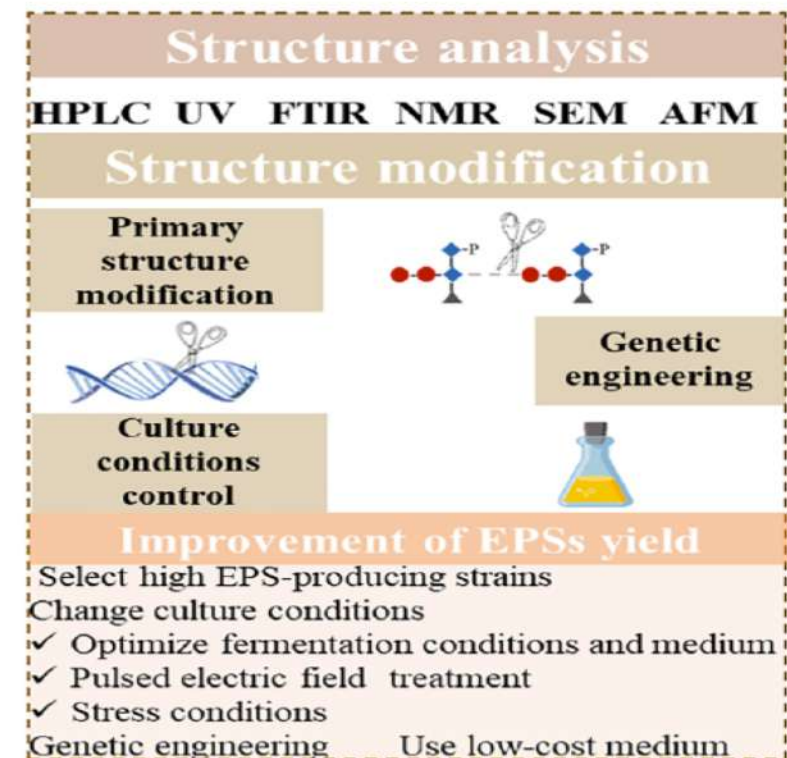 Structure analysis
HPLC UV FTIR NMR SEM AFM
Structure modification
Primary
structure
modification
-P
-P
Genetic
engineering
Culture
conditions
control
Improvement of EPSs yield
Select high EPS-producing strains
Change culture conditions
✓ Optimize fermentation conditions and medium
✓ Pulsed electric field treatment
✓ Stress conditions
Genetic engineering Use low-cost medium